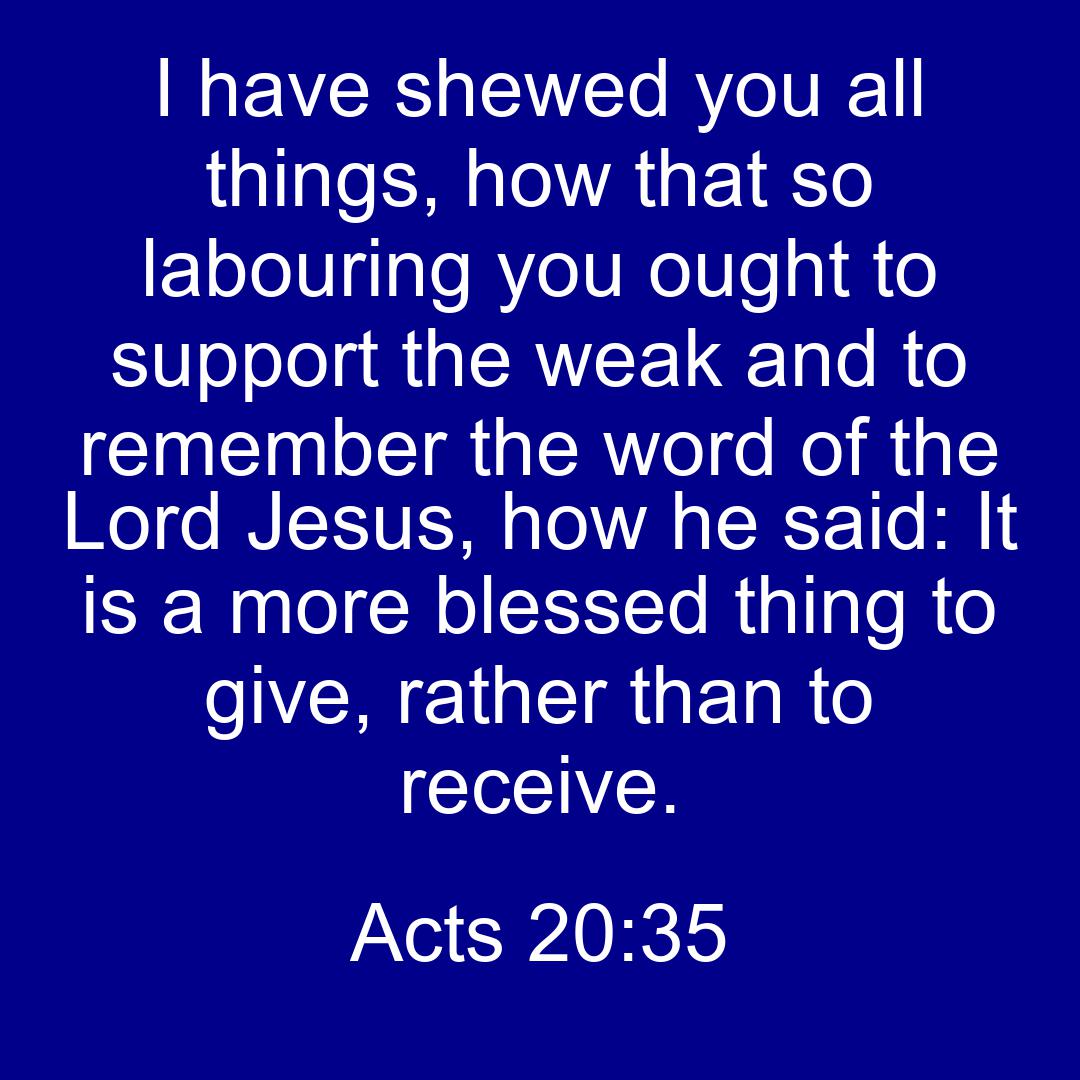 I have shewed you all
things, how that so
labouring you ought to
support the weak and to
remember the word of the
Lord Jesus, how he said: It
is a more blessed thing to
give, rather than to
receive.
Acts 20:35